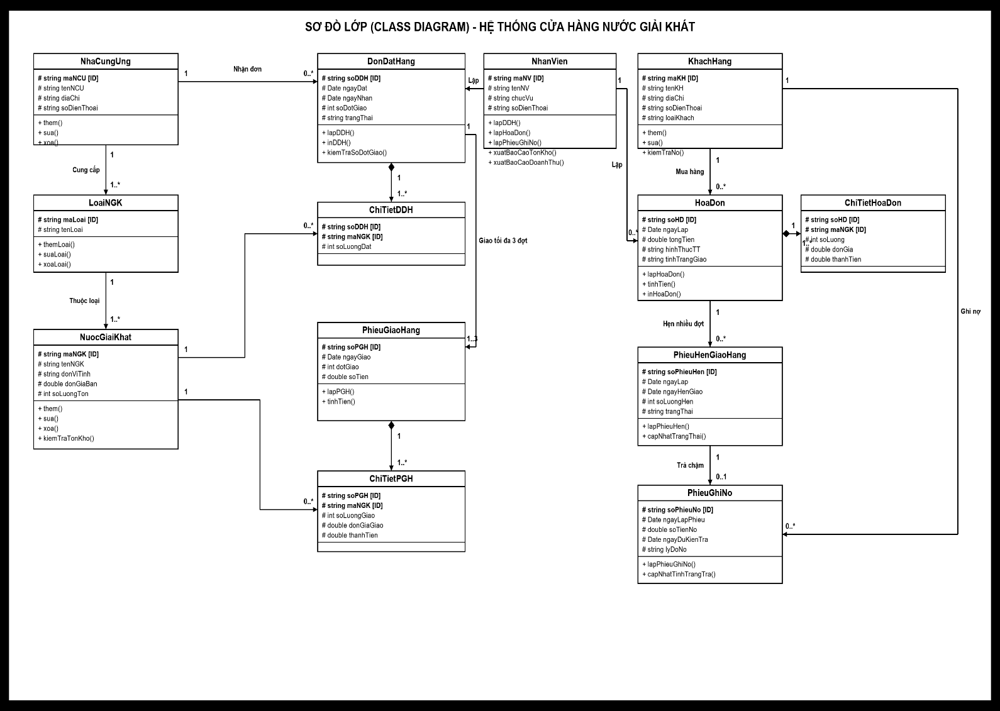 SƠ ĐỒ LỚP (CLASS DIAGRAM) - HỆ THỐNG CỬA HÀNG NƯỚC GIẢI KHÁT
NhaCungUng
# string maNCU [ID]
# string tenNCU
# string diaChi
# string soDienThoai
+ them()
+ sua()
+ xoa()
1
Nhận đơn
0..*
DonDatHang
# string soDDH [ID]
# Date ngayDat
# Date ngayNhan
# int soDotGiao
# string trangThai
+ lapDDH()
+ inDDH()
+ kiemTraSoDotGiao()
Lập
1
NhanVien
# string maNV [ID]
# string tenNV
# string chucVu
# string soDienThoai
+ lapDDH()
+ lapHoaDon()
+ lapPhieuGhiNo()
+ xuatBaoCaoTonKho()
+ xuatBaoCaoDoanhThu()
1
Lập
0..*
KhachHang
# string maKH [ID]
# string tenKH
# string diaChi
# string soDienThoai
# string loaiKhach
+ them()
+ sua()
+ kiemTraNo()
1
1
Mua hàng
0..*
1
Cung cấp
1..*
LoaiNGK
# string maLoai [ID]
# string tenLoai
+ themLoai()
+ suaLoai()
+ xoaLoai()
1
Thuộc loại
1..*
NuocGiaiKhat
# string maNGK [ID]
# string tenNGK
# string donViTinh
# double donGiaBan
# int soLuongTon
+ them()
+ sua()
+ xoa()
+ kiemTraTonKho()
1
1
1
1..*
0..*
ChiTietDDH
# string soDDH [ID]
# string maNGK [ID]
# int soLuongDat
Giao tối đa 3 đợt
PhieuGiaoHang
1..3
# string soPGH [ID]
# Date ngayGiao
# int dotGiao
# double soTien
+ lapPGH()
+ tinhTien()
1
1..*
0..*
ChiTietPGH
# string soPGH [ID]
# string maNGK [ID]
# int soLuongGiao
# double donGiaGiao
# double thanhTien
HoaDon
# string soHD [ID]
# Date ngayLap
# double tongTien
# string hinhThucTT
# string tinhTrangGiao
+ lapHoaDon()
+ tinhTien()
+ inHoaDon()
1
1..*
ChiTietHoaDon
# string soHD [ID]
# string maNGK [ID]
# int soLuong
# double donGia
# double thanhTien
Ghi nợ
1
Hẹn nhiều đợt
0..*
PhieuHenGiaoHang
# string soPhieuHen [ID]
# Date ngayLap
# Date ngayHenGiao
# int soLuongHen
# string trangThai
+ lapPhieuHen()
+ capNhatTrangThai()
1
Trả chậm
0..1
PhieuGhiNo
# string soPhieuNo [ID]
# Date ngayLapPhieu
# double soTienNo
# Date ngayDuKienTra
# string lyDoNo
+ lapPhieuGhiNo()
+ capNhatTinhTrangTra()
0..*